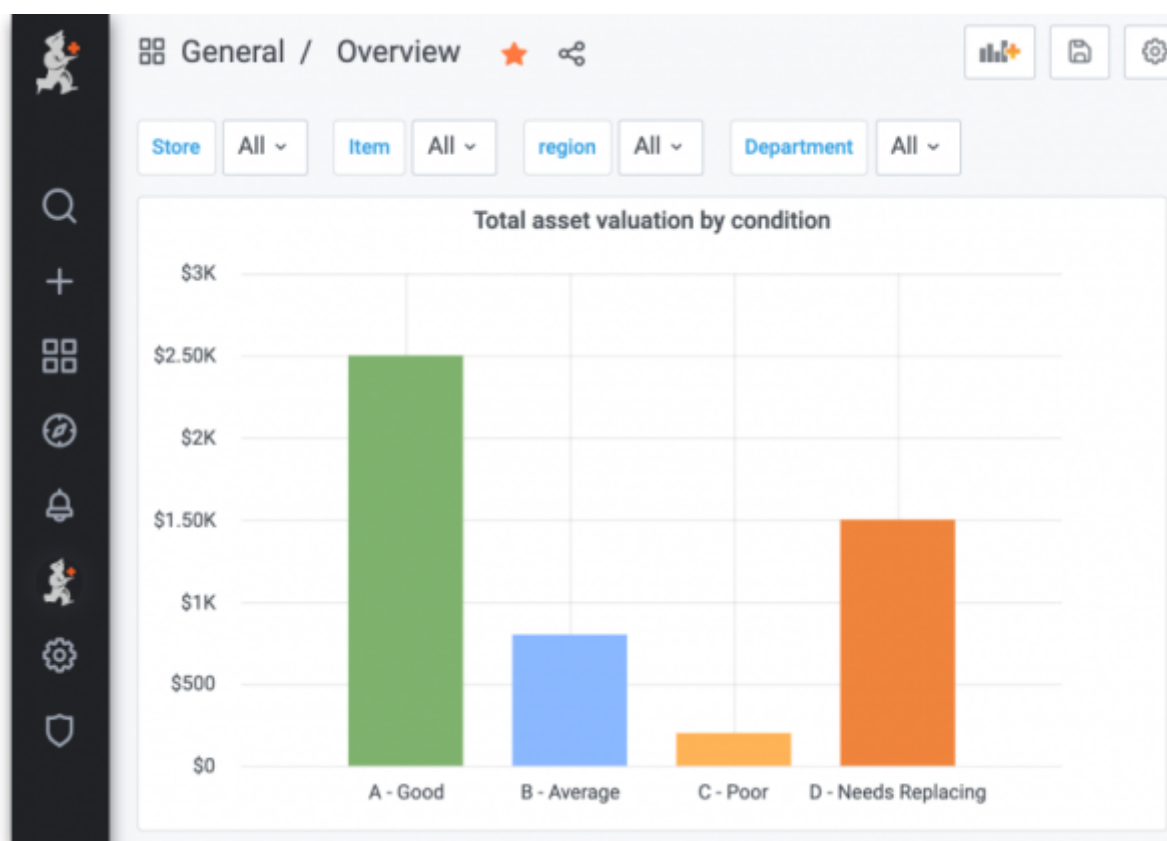 General / Overview
Store All Item All region All Department All
Total asset valuation by condition
$3K
$2.50K
$2K
$1.50K
$1K
$500
$0
A - Good B - Average C - Poor D - Needs Replacing